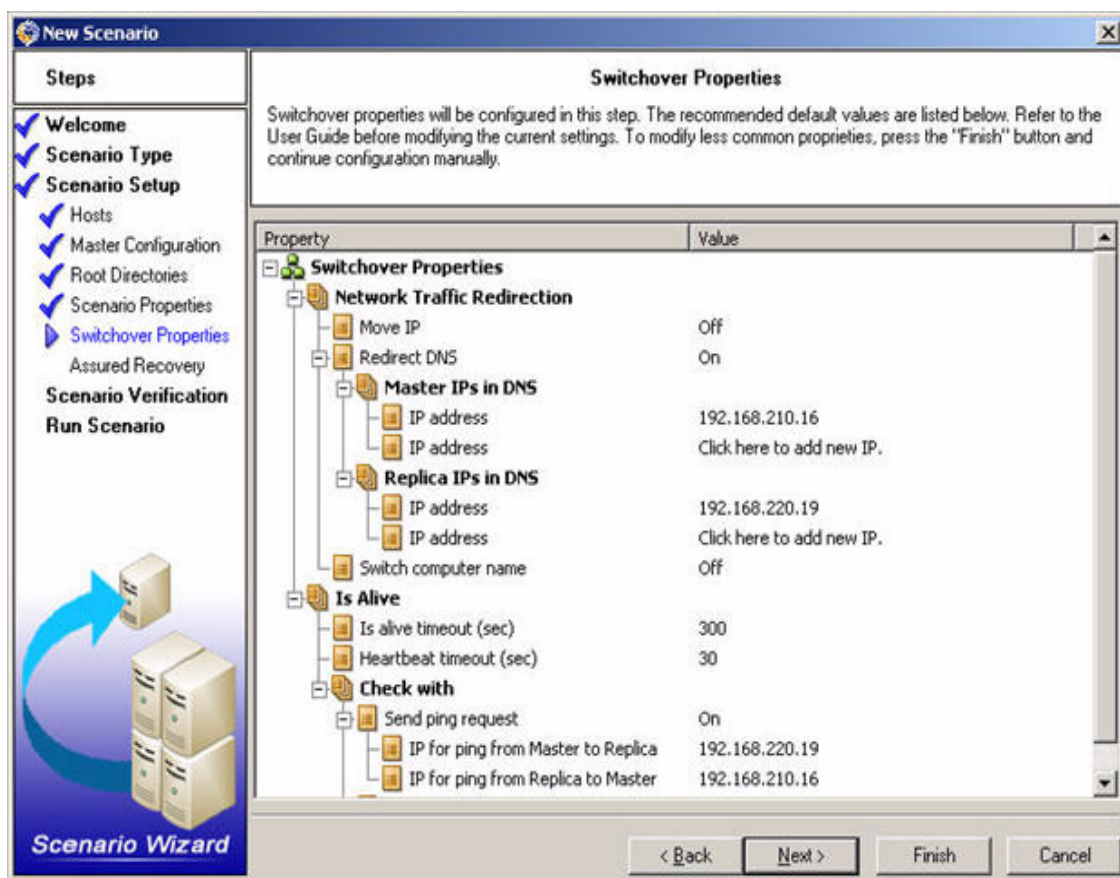 New Scenario
Steps
Welcome
Scenario Type
Scenario Setup
Hosts
Master Configuration
Root Directories
Scenario Properties
Switchover Properties
Assured Recovery
Scenario Verification
Run Scenario
Scenario Wizard
Switchover Properties
Switchover properties will be configured in this step. The recommended default values are listed below. Refer to the
User Guide before modifying the current settings. To modify less common proprieties, press the "Finish" button and
continue configuration manually.
Property Value
Switchover Properties
Network Traffic Redirection
Move IP Off
Redirect DNS On
Master IPs in DNS
IP address 192.168.210.16
IP address Click here to add new IP.
Replica IPs in DNS
IP address 192.168.220.19
IP address Click here to add new IP.
Switch computer name Off
Is Alive
Is alive timeout (sec) 300
Heartbeat timeout (sec) 30
Check with
Send ping request On
IP for ping from Master to Replica 192.168.220.19
IP for ping from Replica to Master 192.168.210.16
< Back Next > Finish Cancel